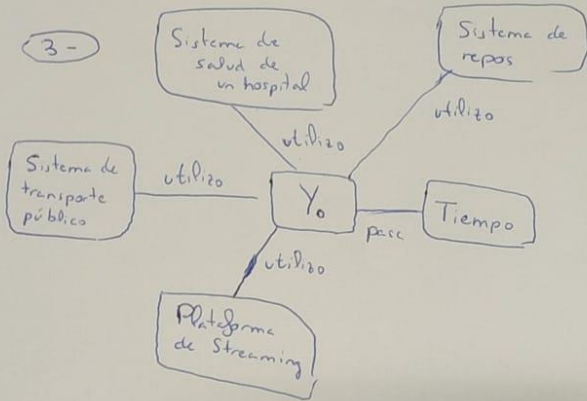 3-
Sistema de
salud de
un hospital
Sistema de
repos
utilizo
utilizo
Sistema de
transporte
público
utilizo
Yo
pasa
Tiempo
utilizo
Plataforma
de Streaming